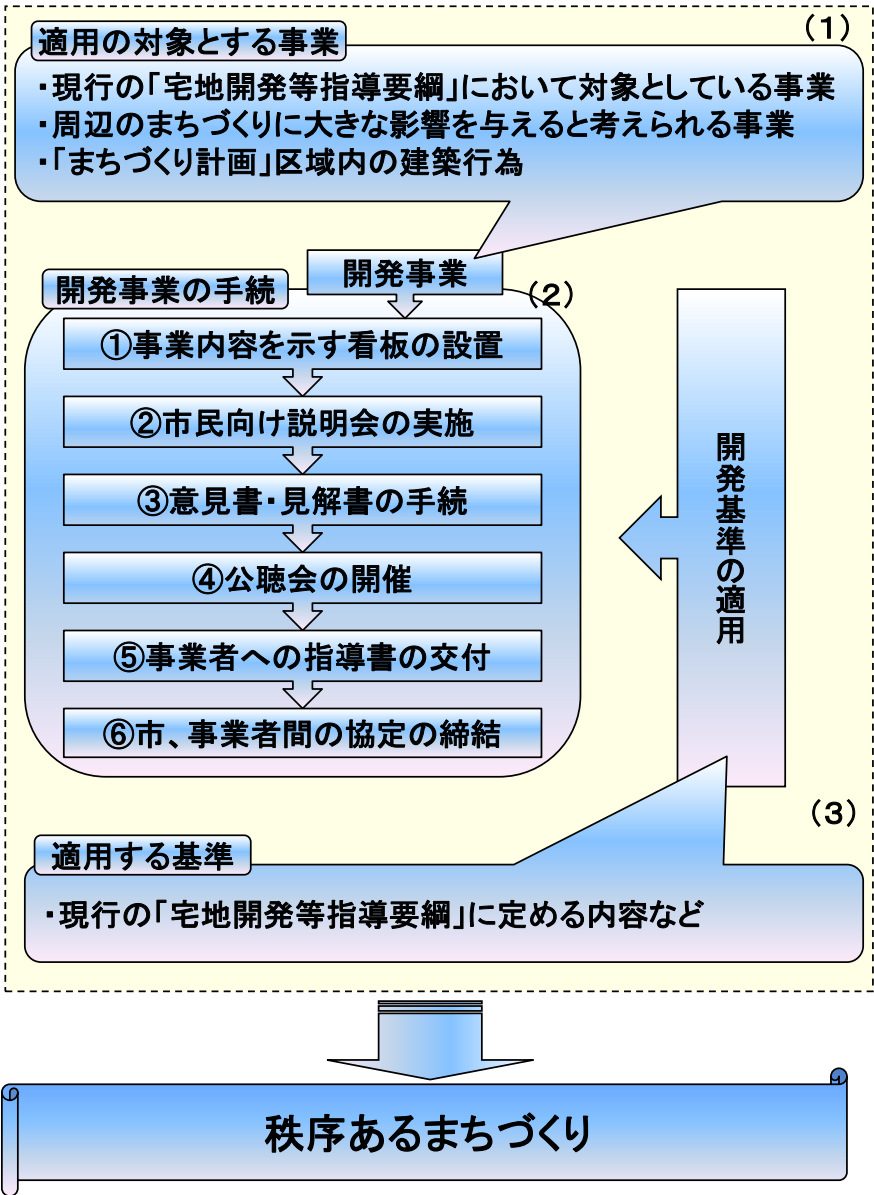 (1)
適用の対象とする事業
・現行の「宅地開発等指導要綱」において対象としている事業
・周辺のまちづくりに大きな影響を与えると考えられる事業
・「まちづくり計画」区域内の建築行為
開発事業
開発事業の手続
(2)
①事業内容を示す看板の設置
②市民向け説明会の実施
③意見書・見解書の手続
④公聴会の開催
⑤事業者への指導書の交付
⑥市、事業者間の協定の締結
開発基準の適用
(3)
適用する基準
・現行の「宅地開発等指導要綱」に定める内容など
秩序あるまちづくり